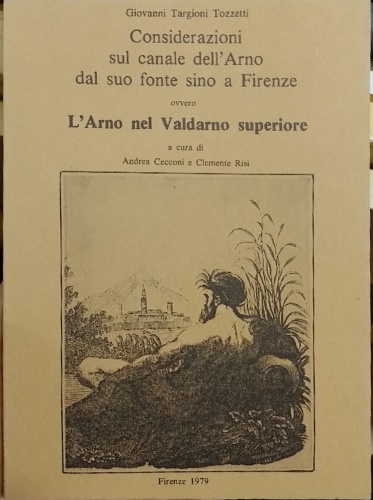 Giovanni Targioni Tozzetti
Considerazioni
sul canale dell'Arno
dal suo fonte sino a Firenze
ovvero
L'Arno nel Valdarno superiore
a cura di
Andrea Cecconi e Clemente Risi
Firenze 1979